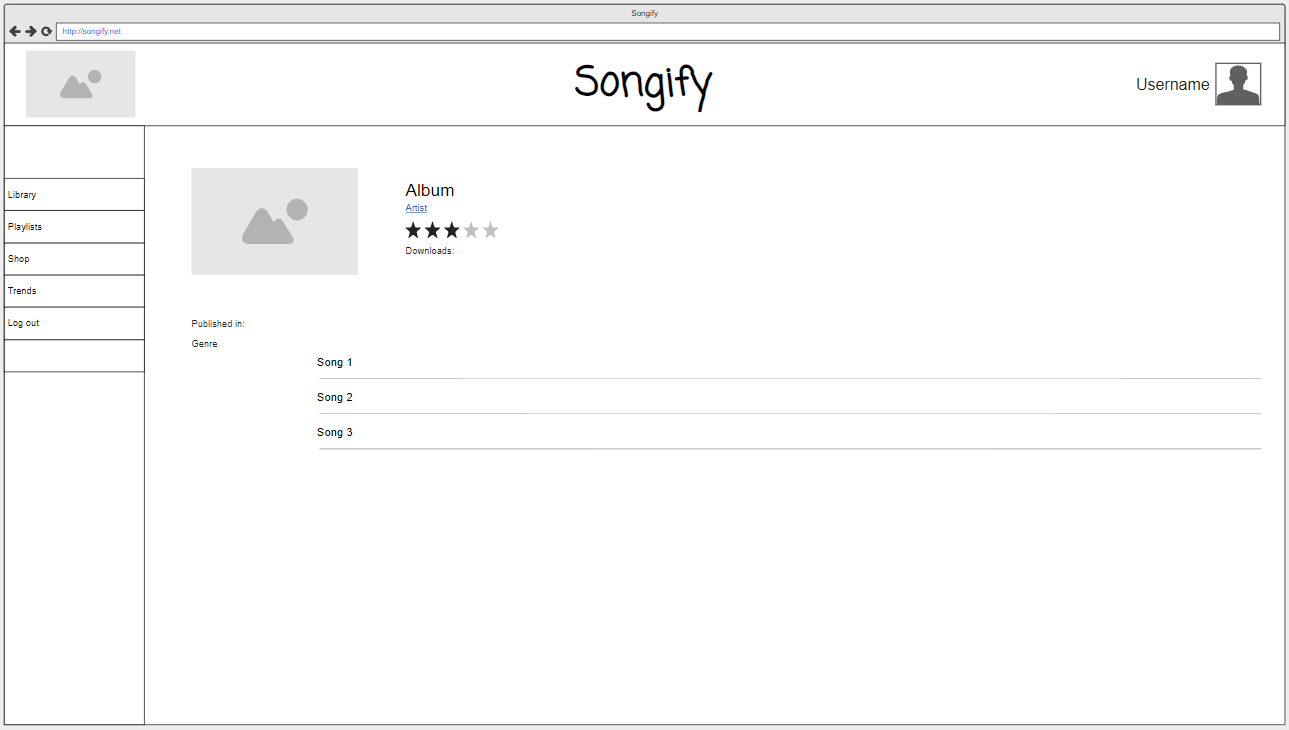 Songify
http://songify.net
Songify
Username
Library
Playlists
Shop
Trends
Log out
Album
Artist
Downloads:
Published in:
Genre
Song 1
Song 2
Song 3